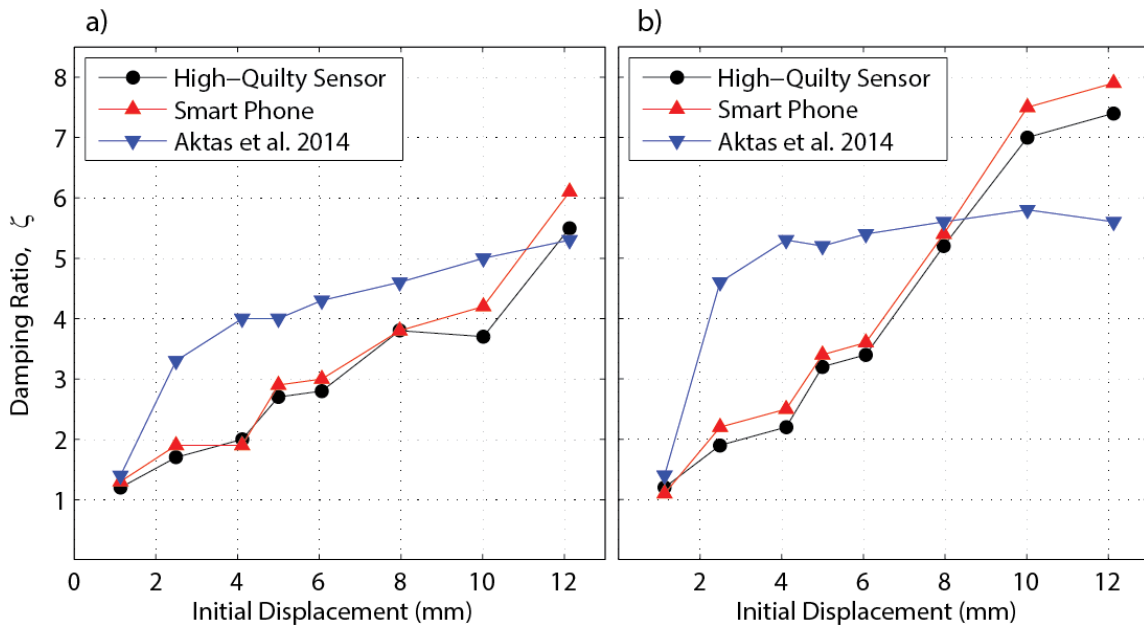 a)
b)
High–Quilty Sensor
Smart Phone
Aktas et al. 2014
High–Quilty Sensor
Smart Phone
Aktas et al. 2014
8
7
6
5
4
3
2
1
Damping Ratio, ζ
0 2 4 6 8 10 12
2 4 6 8 10 12
Initial Displacement (mm)
Initial Displacement (mm)